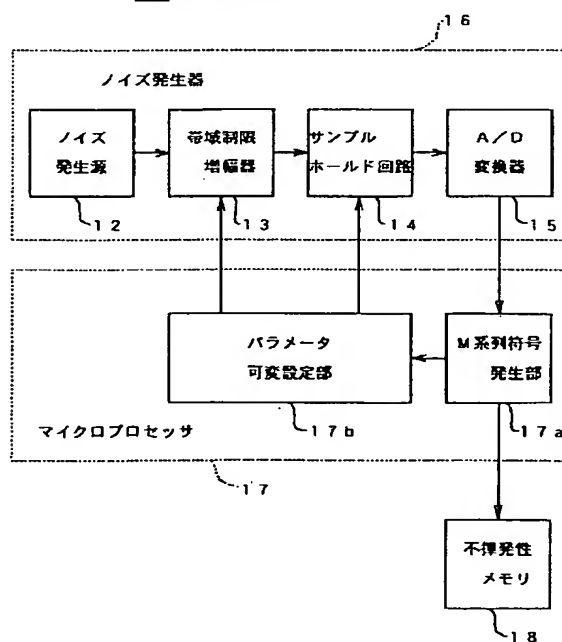 16
ノイズ発生器
ノイズ
発生源
帯域制限
増幅器
サンプル
ホールド回路
A/D
変換器
12
13
14
15
パラメータ
可変設定部
M系列符号
発生部
マイクロプロセッサ
17b
17a
17
不揮発性
メモリ
18